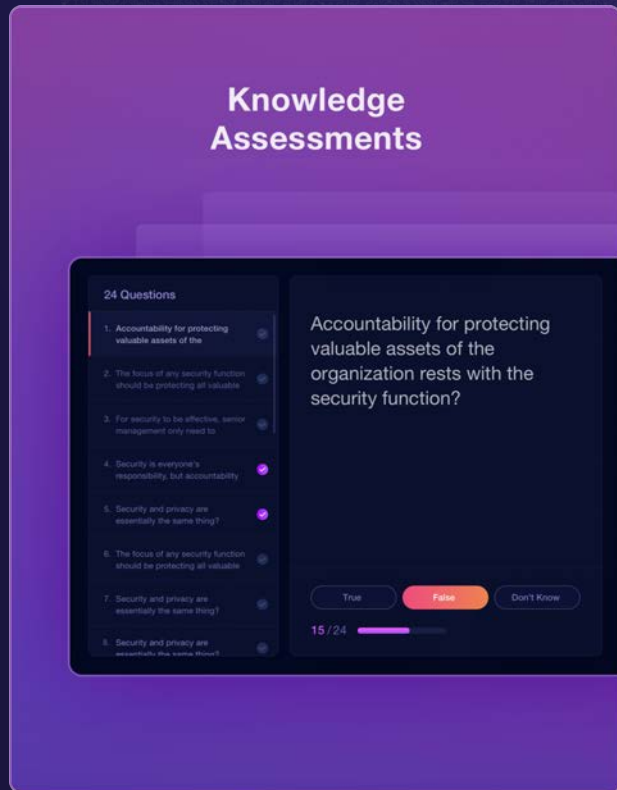 Knowledge
Assessments
24 Questions
1. Accountability for protecting
valuable assets of the
2. The focus of any security function
should be protecting all valuable
3. For security to be affective, senior
management only need to
4. Security is everyone's
responsibility, but accountability
5. Security and privacy are
essentially the same thing?
6. The focus of any security function
should be protecting all valuable
7. Security and privacy are
essentially the same thing?
8. Security and privacy are
essentially the same thing?
Accountability for protecting
valuable assets of the
organization rests with the
security function?
True
False
Don't Know
15/24